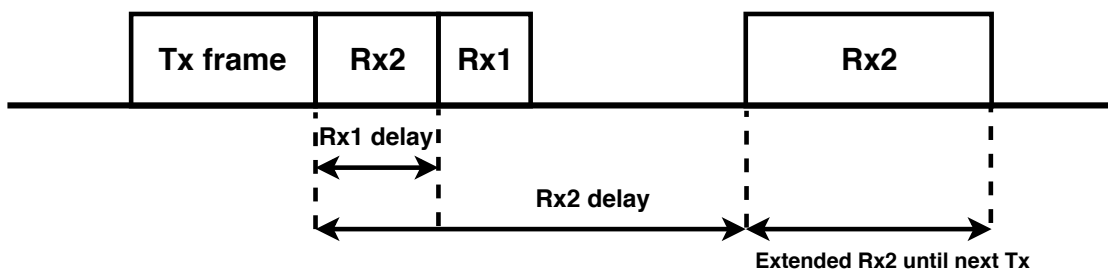 Tx frame
Rx2
Rx1
Rx2
Rx1 delay
Rx2 delay
Extended Rx2 until next Tx